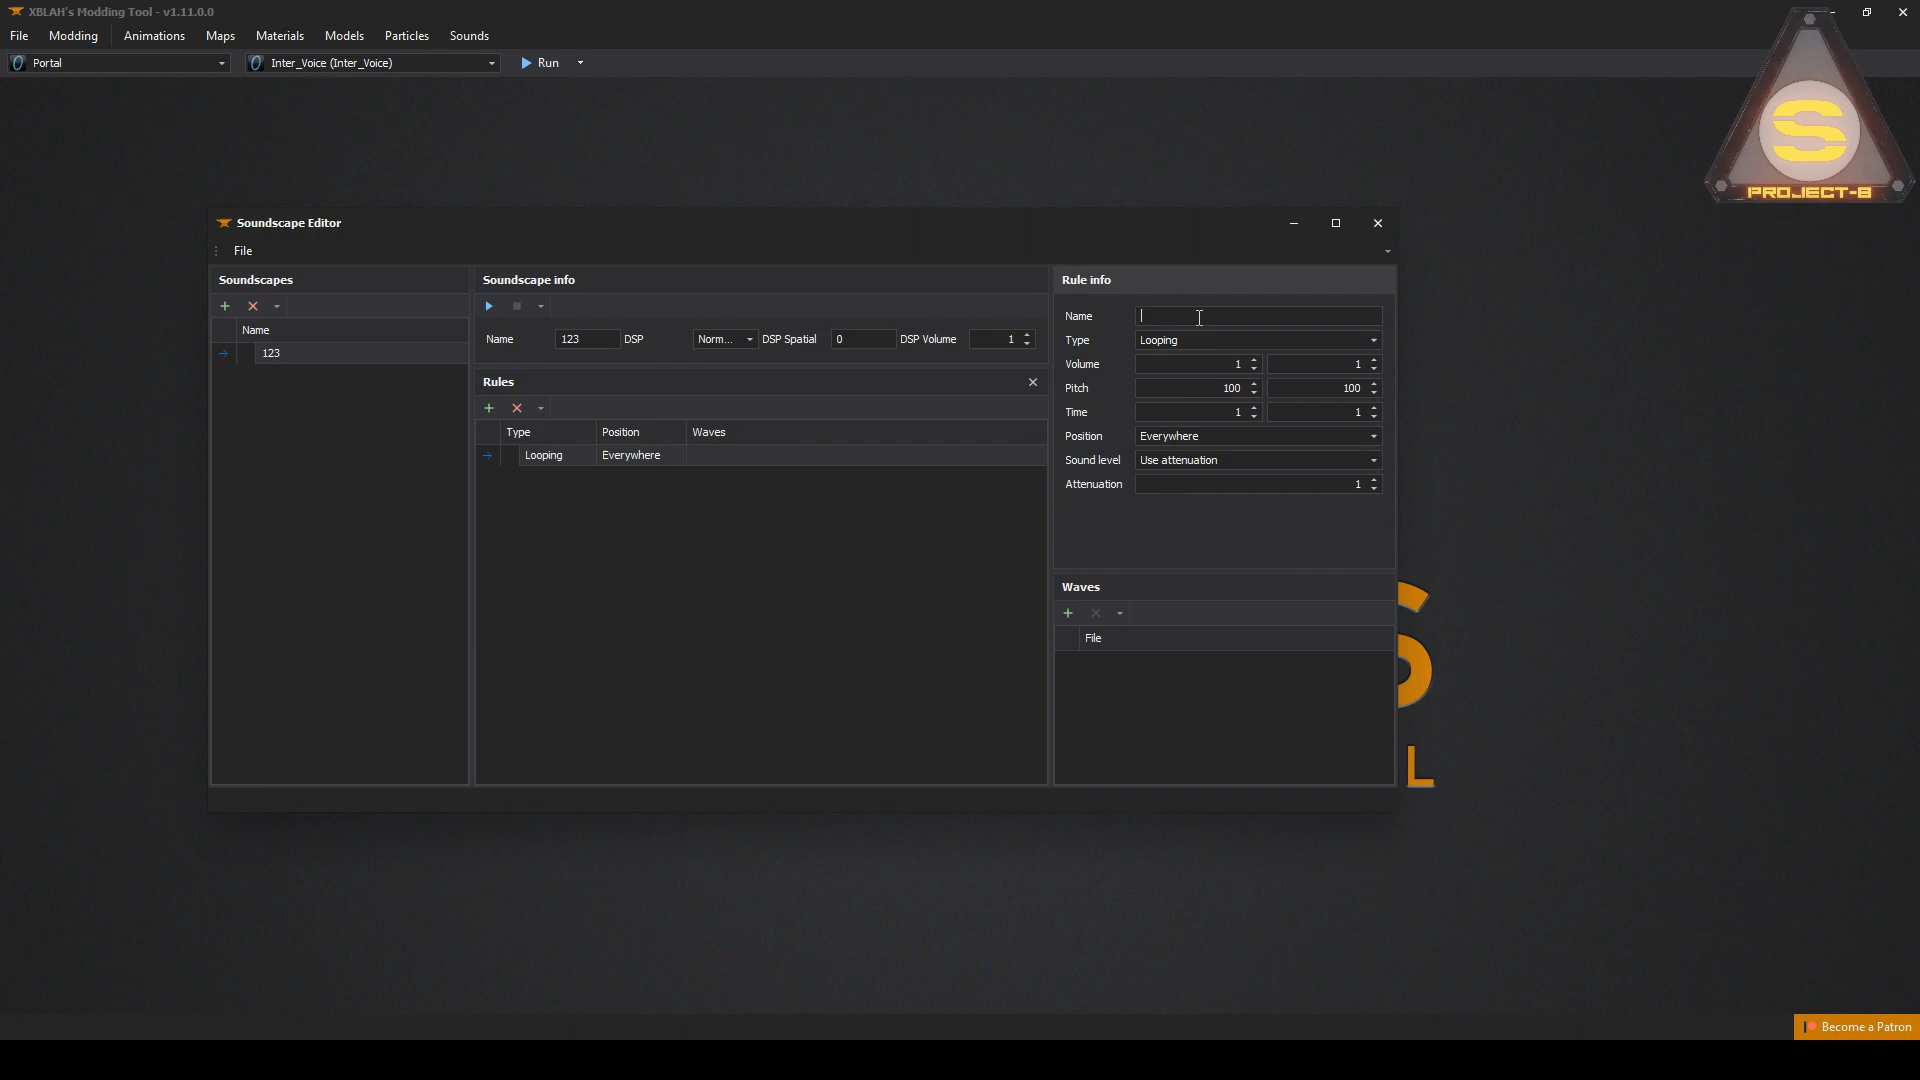 XBLAH's Modding Tool - v1.11.0.0
File Modding Animations Maps Materials Models Particles Sounds
Portal Inter_Voice (Inter_Voice) Run
S
PROJECT-8
Soundscape Editor
File
Soundscapes Soundscape info Rule info
Name
123
Name 123 DSP Norm... DSP Spatial 0 DSP Volume 1
Rules
Type Position Waves
Looping Everywhere
Name
Type Looping
Volume 1 1
Pitch 100 100
Time 1 1
Position Everywhere
Sound level Use attenuation
Attenuation 1
Waves
File
L
Become a Patron